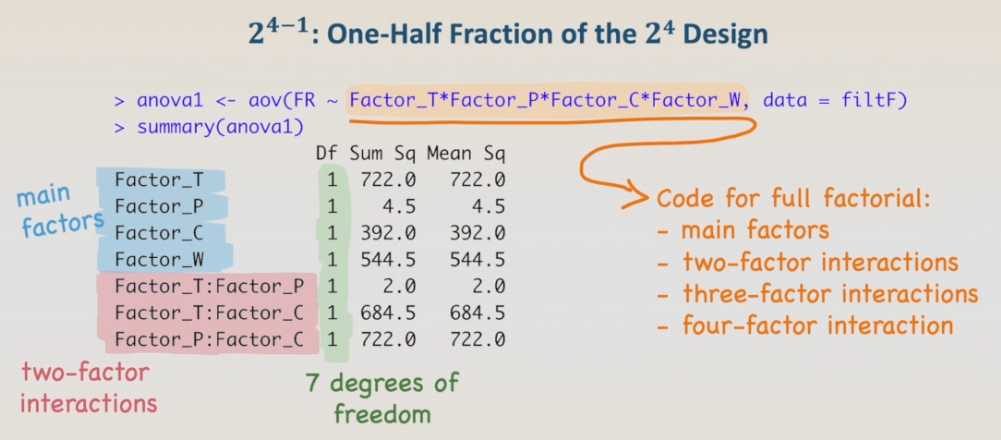 2⁴⁻¹: One-Half Fraction of the 2⁴ Design
> anova1 <- aov(FR ~ Factor_T*Factor_P*Factor_C*Factor_W, data = filtF)
> summary(anova1)
Df Sum Sq Mean Sq
Factor_T 1 722.0 722.0
Factor_P 1 4.5 4.5
Factor_C 1 392.0 392.0
Factor_W 1 544.5 544.5
Factor_T:Factor_P 1 2.0 2.0
Factor_T:Factor_C 1 684.5 684.5
Factor_P:Factor_C 1 722.0 722.0
main
factors
two-factor
interactions
7 degrees of
freedom
Code for full factorial:
- main factors
- two-factor interactions
- three-factor interactions
- four-factor interaction